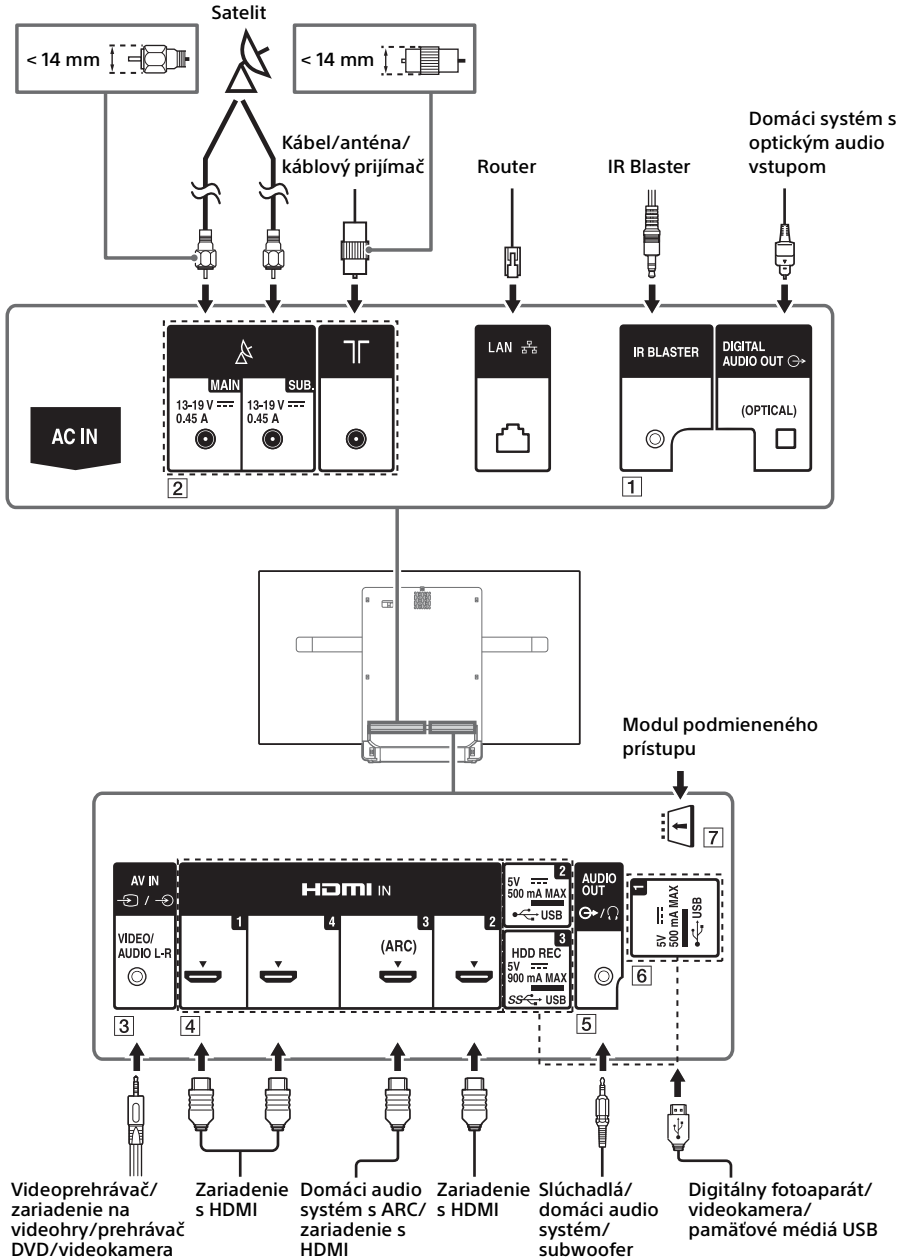 Satelit
< 14 mm
< 14 mm
Domáci systém s
optickým audio
vstupom
Kábel/anténa/
káblový prijímač
Router
IR Blaster
AC IN
MAIN
13-19 V
0.45 A
SUB.
13-19 V
0.45 A
2
LAN
IR BLASTER
DIGITAL
AUDIO OUT
(OPTICAL)
1
Modul podmieneného
prístupu
7
AV IN
/
VIDEO/
AUDIO L-R
3
HDMI IN
1
4
3
(ARC)
2
4
2
5V
500 mA MAX
USB
3
HDD REC
5V
900 mA MAX
SS USB
AUDIO
OUT
/
5
1
5V
500 mA MAX
USB
6
Videoprehrávač/
zariadenie na
videohry/prehrávač
DVD/videokamera
Zariadenie
s HDMI
Domáci audio
systém s ARC/
zariadenie s
HDMI
Zariadenie
s HDMI
Slúchadlá/
domáci audio
systém/
subwoofer
Digitálny fotoaparát/
videokamera/
pamäťové médiá USB